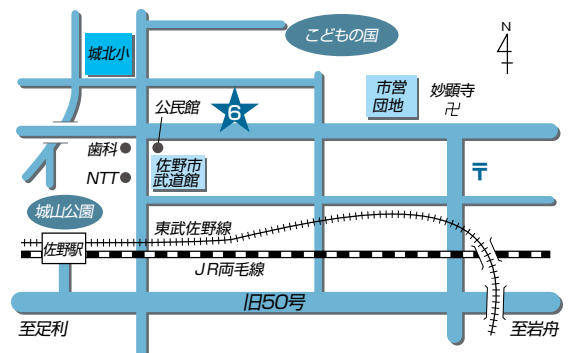 こどもの国
N
城北小
市営
団地
妙顕寺
卍
公民館
6
歯科
佐野市
武道館
NTT
〒
城山公園
東武佐野線
佐野駅
JR両毛線
旧50号
至足利
至岩舟